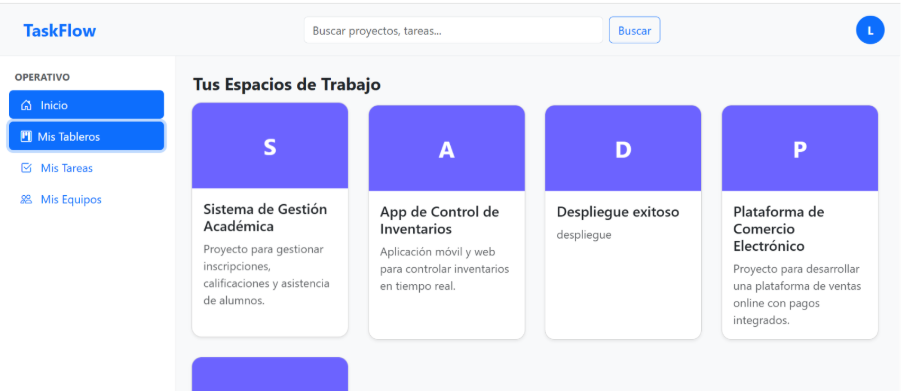 TaskFlow
Buscar proyectos, tareas...
Buscar
L
OPERATIVO
Inicio
Mis Tableros
Mis Tareas
Mis Equipos
Tus Espacios de Trabajo
S
Sistema de Gestión
Académica
Proyecto para gestionar
inscripciones,
calificaciones y asistencia
de alumnos.
A
App de Control de
Inventarios
Aplicación móvil y web
para controlar inventarios
en tiempo real.
D
Despliegue exitoso
despliegue
P
Plataforma de
Comercio
Electrónico
Proyecto para desarrollar
una plataforma de ventas
online con pagos
integrados.